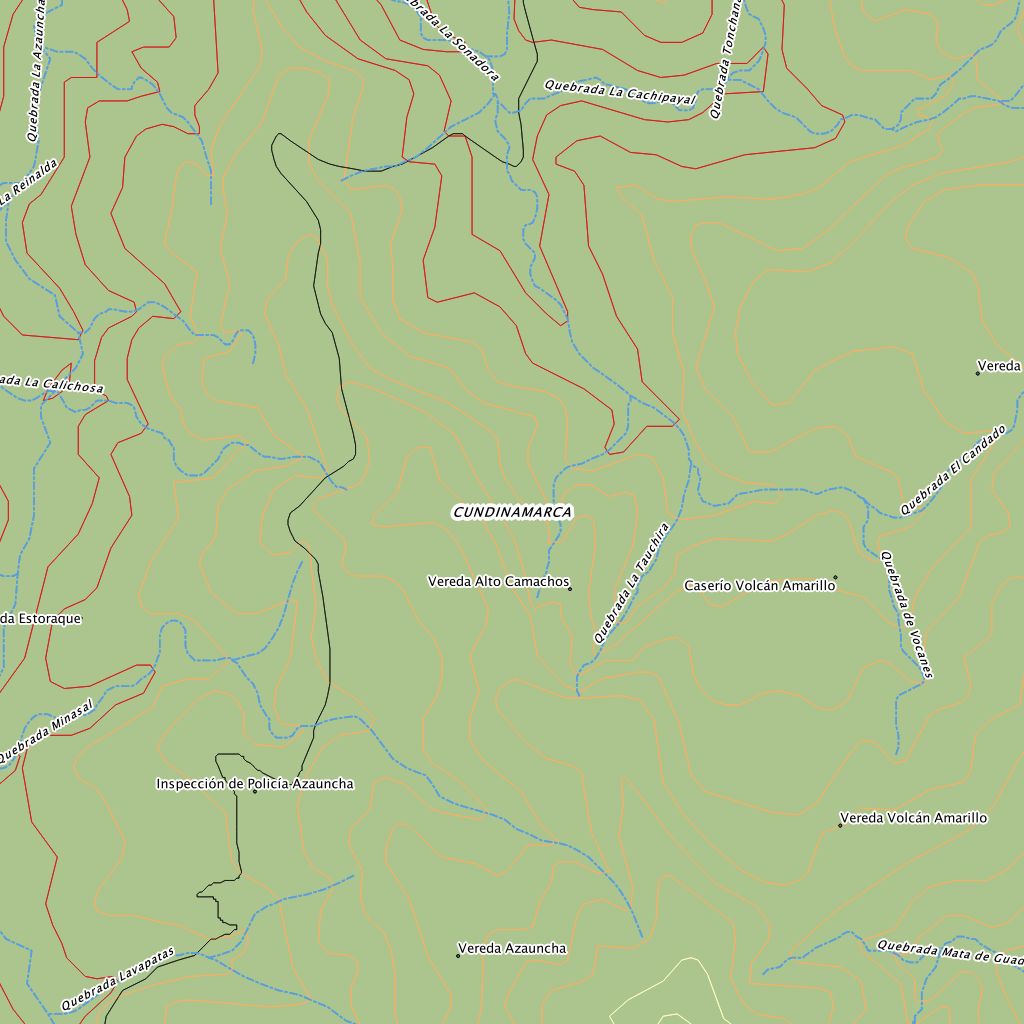 Quebrada La Azauncha
brada La Sonadora
Quebrada Tonchana
Quebrada La Cachipayal
La Reinalda
Vereda
ada La Calichosa
Quebrada El Candado
CUNDINAMARCA
Quebrada La Tauchira
Vereda Alto Camachos
Caserío Volcán Amarillo
Quebrada de Vocanes
da Estoraque
Quebrada Minasal
Inspección de Policía Azauncha
Vereda Volcán Amarillo
Vereda Azauncha
Quebrada Mata de Guad
Quebrada Lavapatas